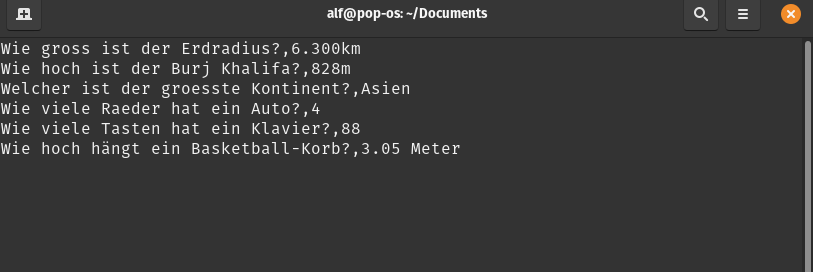 alf@pop-os: ~/Documents
Wie gross ist der Erdradius?,6.300km
Wie hoch ist der Burj Khalifa?,828m
Welcher ist der groesste Kontinent?,Asien
Wie viele Raeder hat ein Auto?,4
Wie viele Tasten hat ein Klavier?,88
Wie hoch hängt ein Basketball-Korb?,3.05 Meter